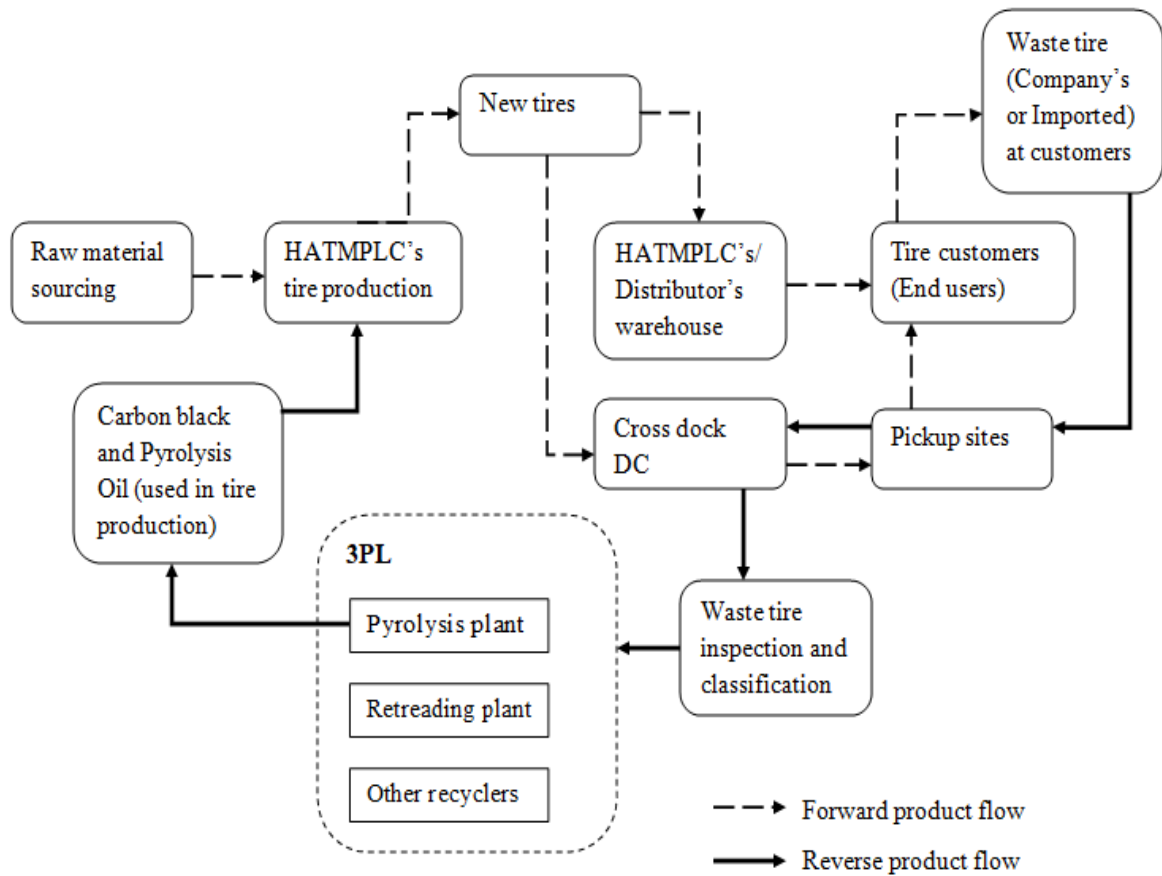 Waste tire
(Company's
or Imported)
at customers
New tires
Raw material
sourcing
HATMPLC's
tire production
HATMPLC's/
Distributor's
warehouse
Tire customers
(End users)
Carbon black
and Pyrolysis
Oil (used in tire
production)
Cross dock
DC
Pickup sites
3PL
Pyrolysis plant
Retreading plant
Other recyclers
Waste tire
inspection and
classification
Forward product flow
Reverse product flow